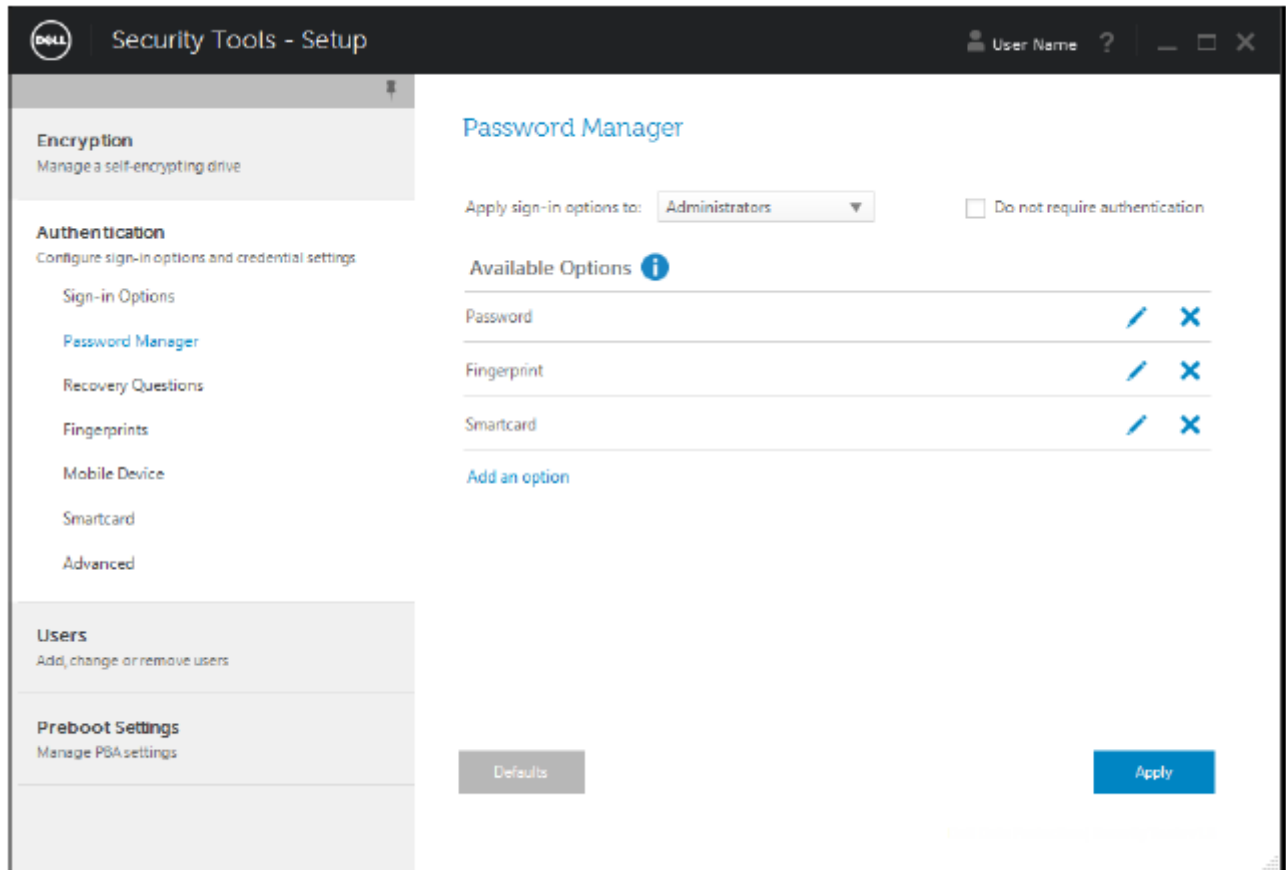 DELL
Security Tools - Setup
User Name ?
Encryption
Manage a self-encrypting drive
Authentication
Configure sign-in options and credential settings
Sign-in Options
Password Manager
Recovery Questions
Fingerprints
Mobile Device
Smartcard
Advanced
Users
Add, change or remove users
Preboot Settings
Manage PBA settings
Password Manager
Apply sign-in options to: Administrators
Do not require authentication
Available Options
Password
Fingerprint
Smartcard
Add an option
Defaults
Apply